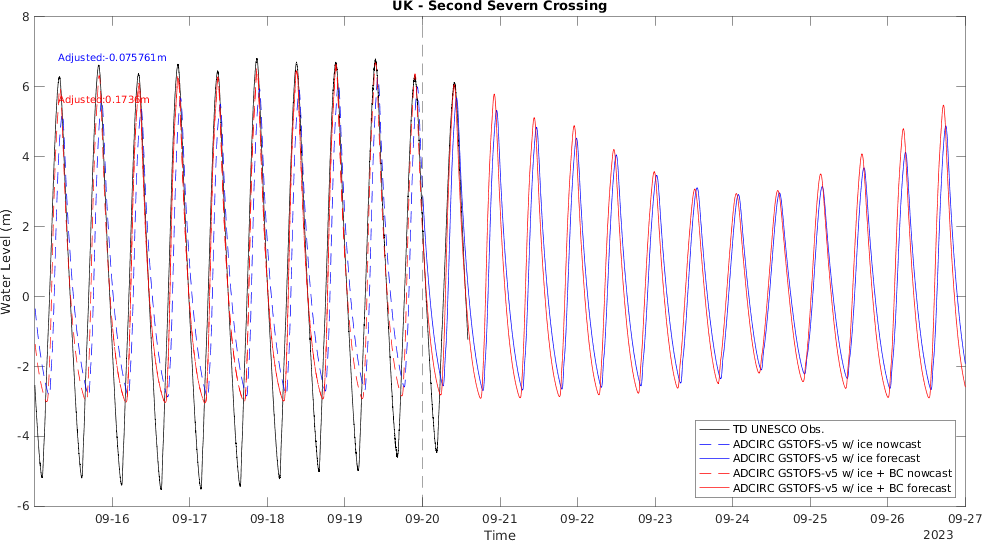 UK - Second Severn Crossing
8
6
4
2
0
-2
-4
-6
Water Level (m)
Adjusted:-0.075761m
Adjusted:0.1736m
TD UNESCO Obs.
ADCIRC GSTOFS-v5 w/ ice nowcast
ADCIRC GSTOFS-v5 w/ ice forecast
ADCIRC GSTOFS-v5 w/ ice + BC nowcast
ADCIRC GSTOFS-v5 w/ ice + BC forecast
09-16 09-17 09-18 09-19 09-20 09-21 09-22 09-23 09-24 09-25 09-26 09-27
Time
2023